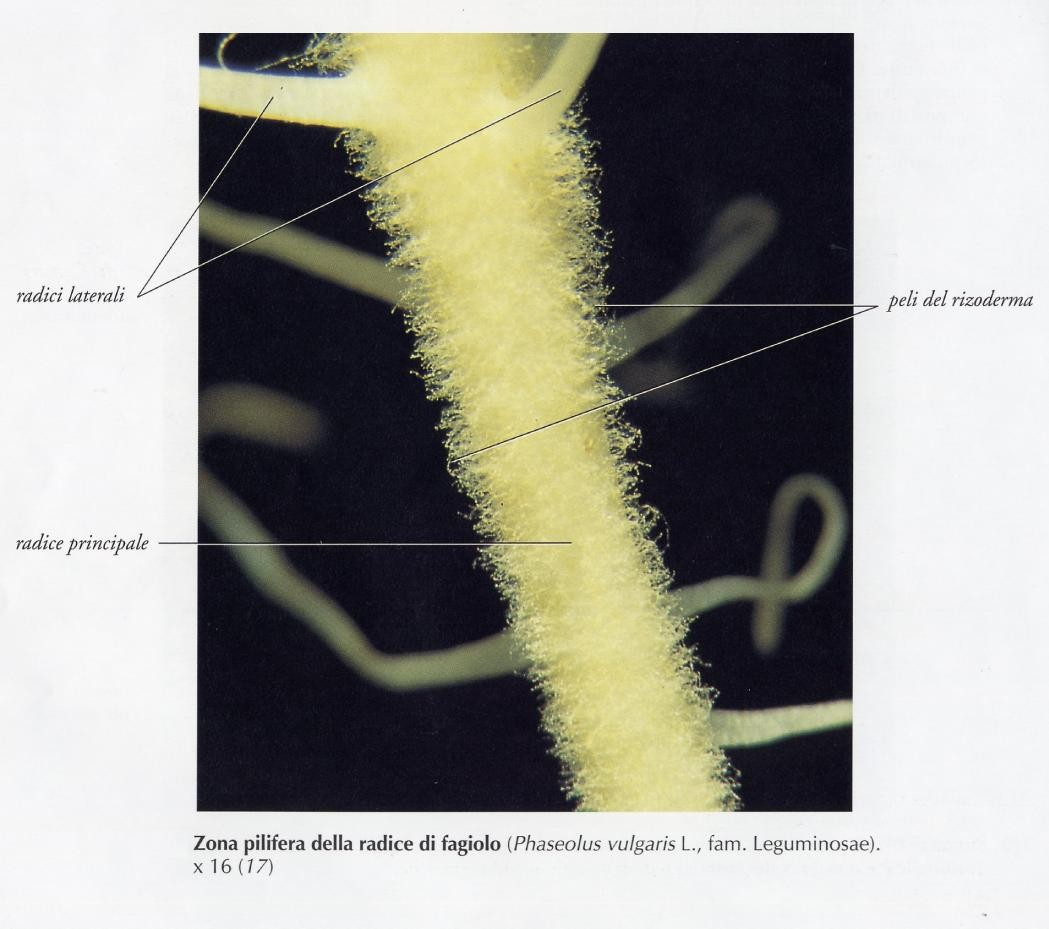 radici laterali
peli del rizoderma
radice principale
Zona pilifera della radice di fagiolo (Phaseolus vulgaris L., fam. Leguminosae).
x 16 (17)